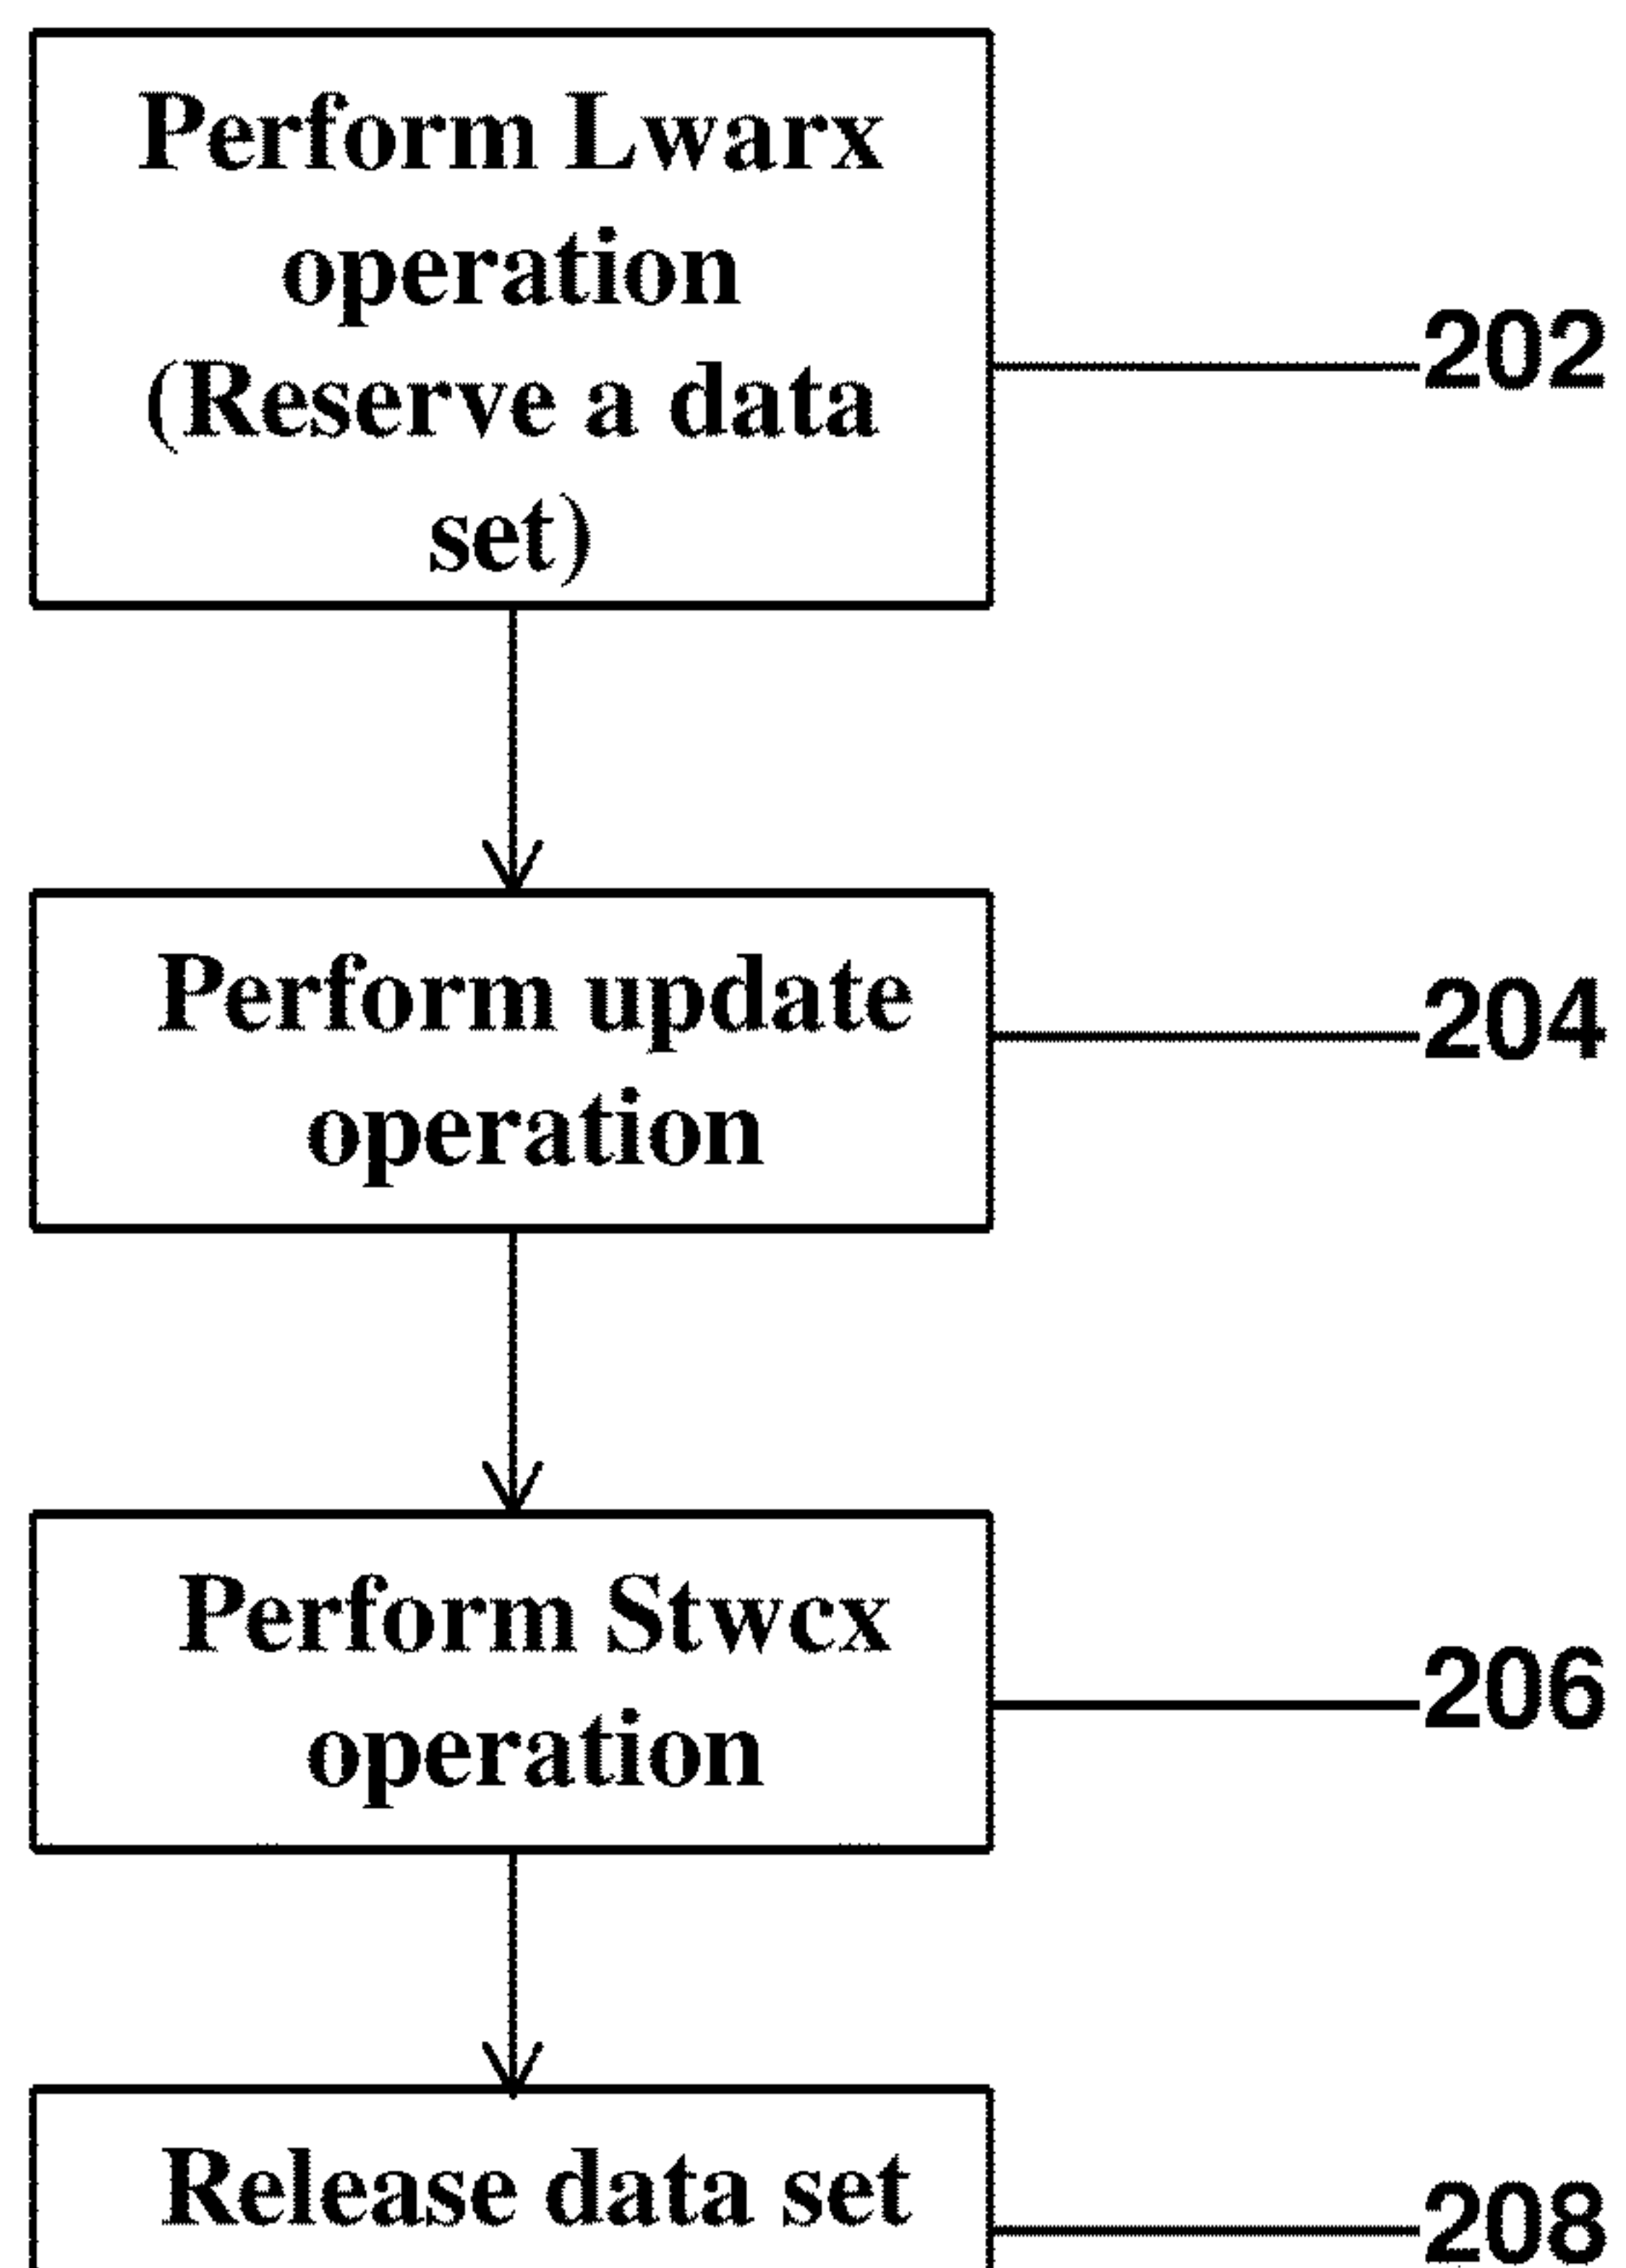 Perform Lwarx
operation
(Reserve a data
set)
202
Perform update
operation
204
Perform Stwcx
operation
206
Release data set
208